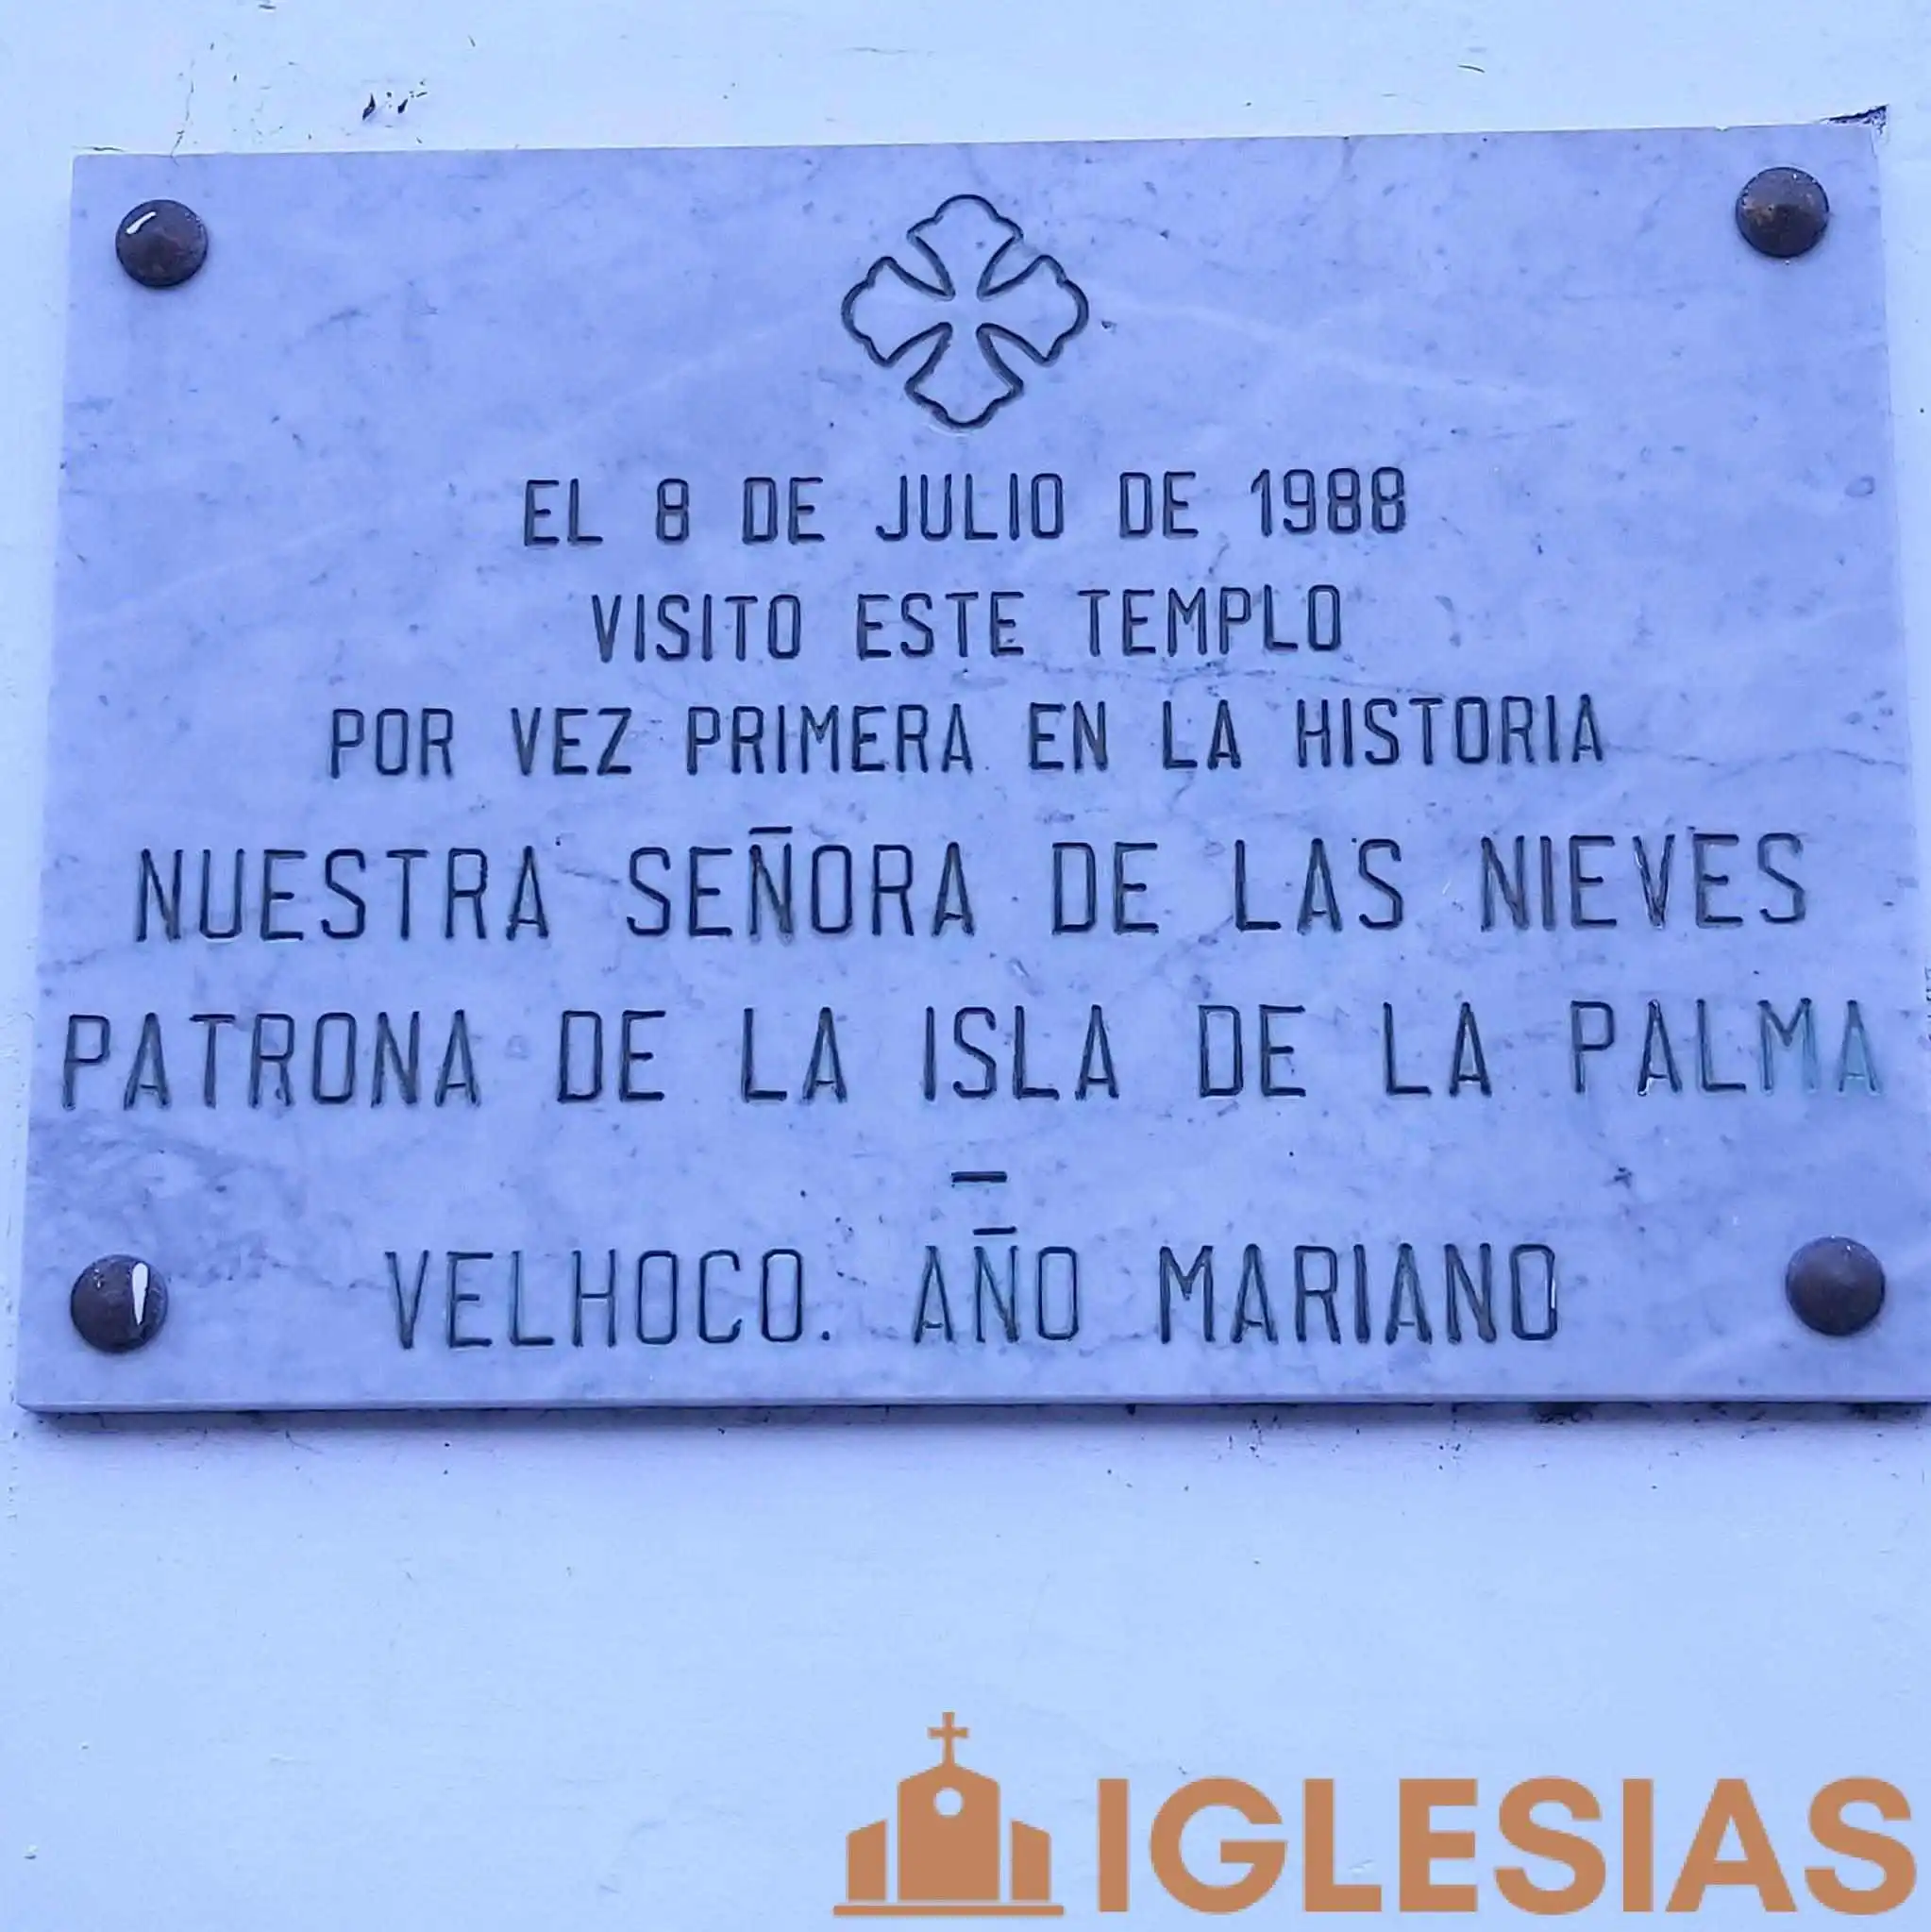 EL 8 DE JULIO DE 1988
VISITO ESTE TEMPLO
POR VEZ PRIMERA EN LA HISTORIA
NUESTRA SEÑORA DE LAS NIEVES
PATRONA DE LA ISLA DE LA PALMA
–
VELHOCO. AÑO MARIANO
IGLESIAS